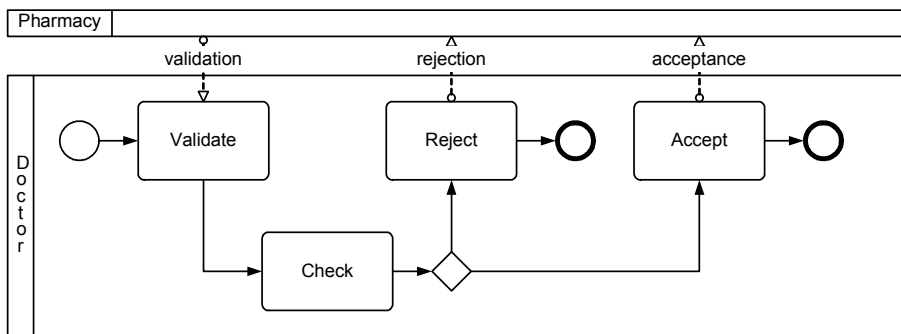 Pharmacy
validation
rejection
acceptance
Doctor
Validate
Reject
Accept
Check